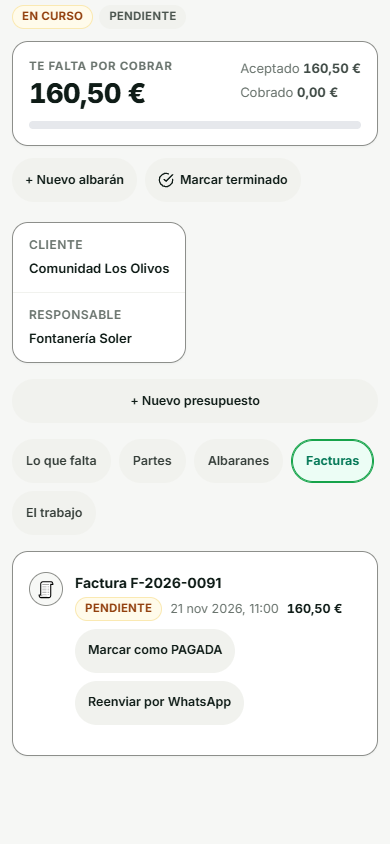 EN CURSO PENDIENTE
TE FALTA POR COBRAR
160,50 €
Aceptado 160,50 €
Cobrado 0,00 €
+ Nuevo albarán
Marcar terminado
CLIENTE
Comunidad Los Olivos
RESPONSABLE
Fontanería Soler
+ Nuevo presupuesto
Lo que falta
Partes
Albaranes
Facturas
El trabajo
Factura F-2026-0091
PENDIENTE 21 nov 2026, 11:00 160,50 €
Marcar como PAGADA
Reenviar por WhatsApp